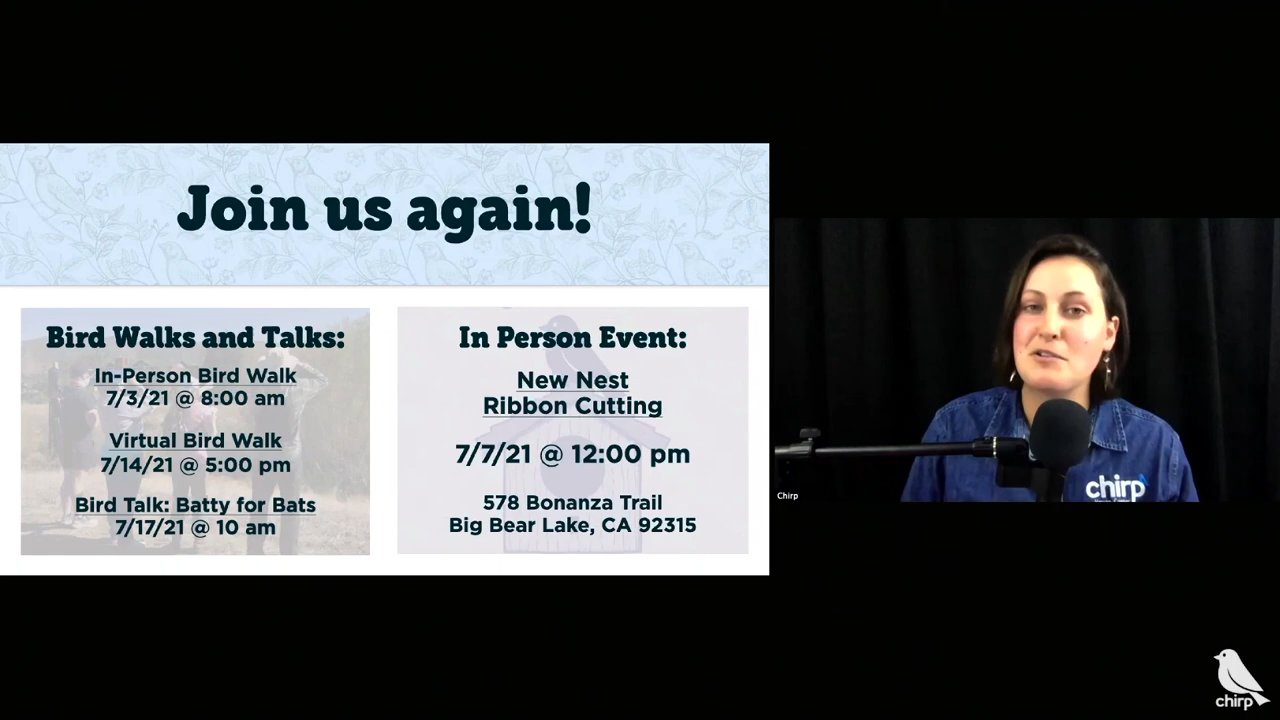 Join us again!
Bird Walks and Talks:
In-Person Bird Walk
7/3/21 @ 8:00 am
Virtual Bird Walk
7/14/21 @ 5:00 pm
Bird Talk: Batty for Bats
7/17/21 @ 10 am
In Person Event:
New Nest
Ribbon Cutting
7/7/21 @ 12:00 pm
578 Bonanza Trail
Big Bear Lake, CA 92315
Chirp
chirp
chirp